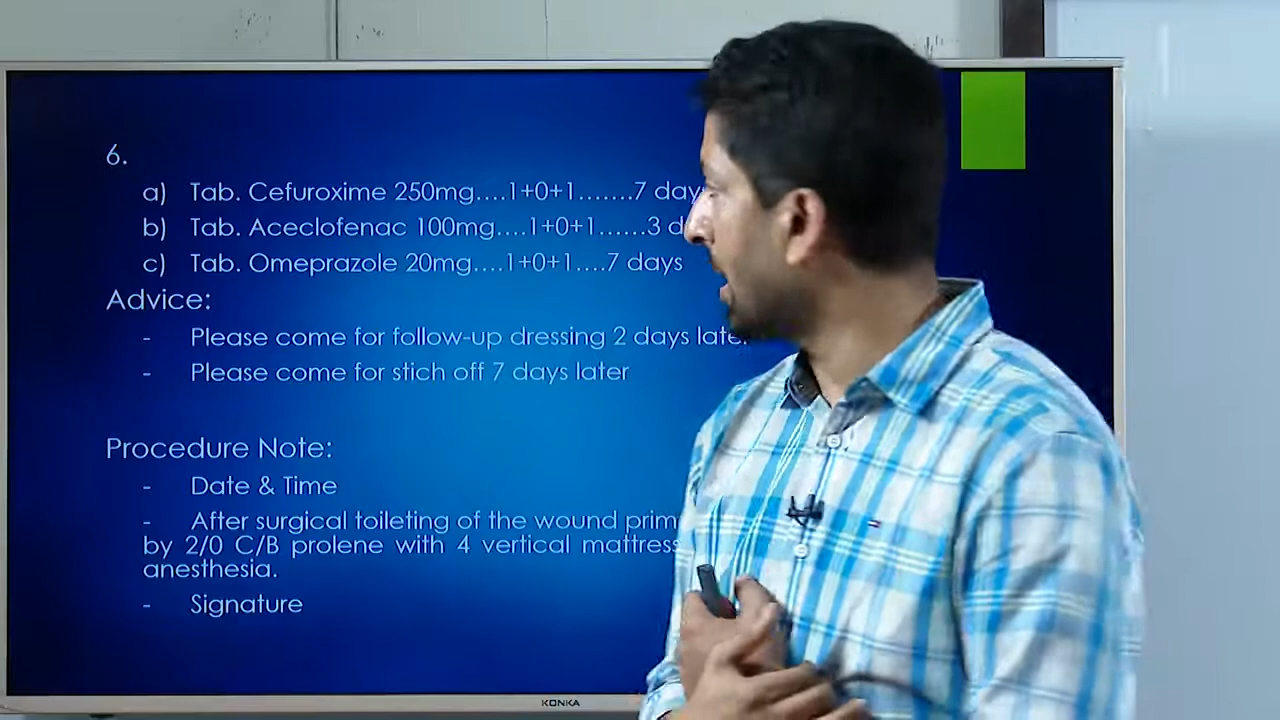 6.
a) Tab. Cefuroxime 250mg....1+0+1.......7
b) Tab. Aceclofenac 100mg....1+0+1......3
c) Tab. Omeprazole 20mg....1+0+1....7 days
Advice:
- Please come for follow-up dressing 2 days later
- Please come for stich off 7 days later
Procedure Note:
- Date & Time
- After surgical toileting of the wound
by 2/0 C/B prolene with 4 vertical mattress
anesthesia.
- Signature
KONKA